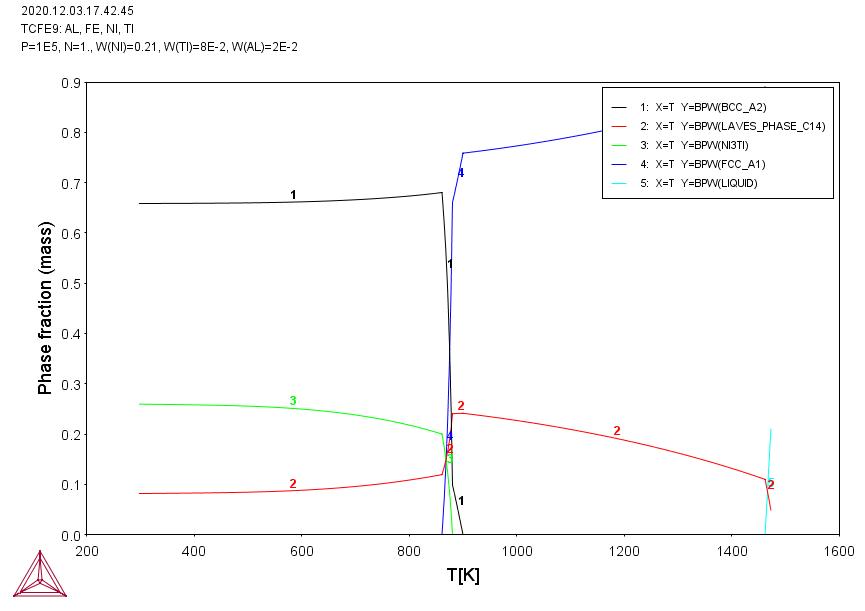 2020.12.03.17.42.45
TCFE9: AL, FE, NI, TI
P=1E5, N=1., W(NI)=0.21, W(TI)=8E-2, W(AL)=2E-2
0.9
0.8
0.7
0.6
0.5
0.4
0.3
0.2
0.1
0.0
Phase fraction (mass)
1: X=T Y=BPW(BCC_A2)
2: X=T Y=BPW(LAVES_PHASE_C14)
3: X=T Y=BPW(NI3TI)
4: X=T Y=BPW(FCC_A1)
5: X=T Y=BPW(LIQUID)
4
1
1
3
2
2
4
2
3
2
1
2
200 400 600 800 1000 1200 1400 1600
T[K]